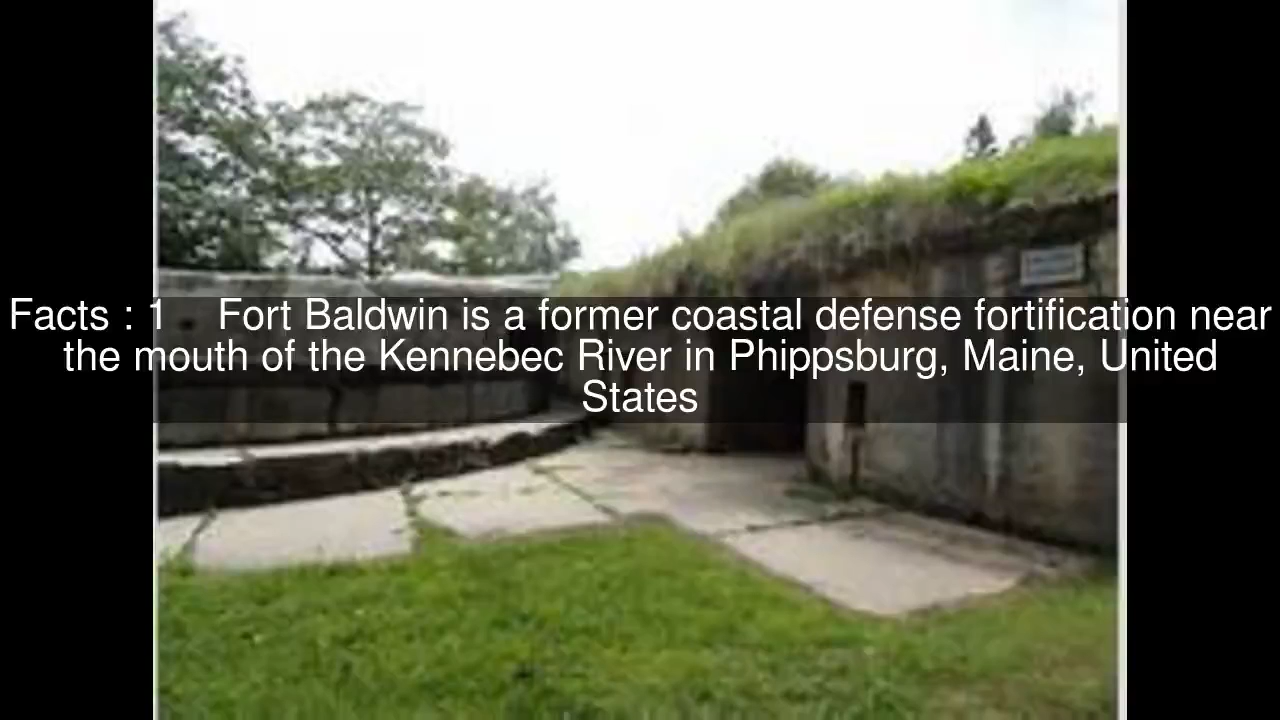 Facts : 1    Fort Baldwin is a former coastal defense fortification near
the mouth of the Kennebec River in Phippsburg, Maine, United
States